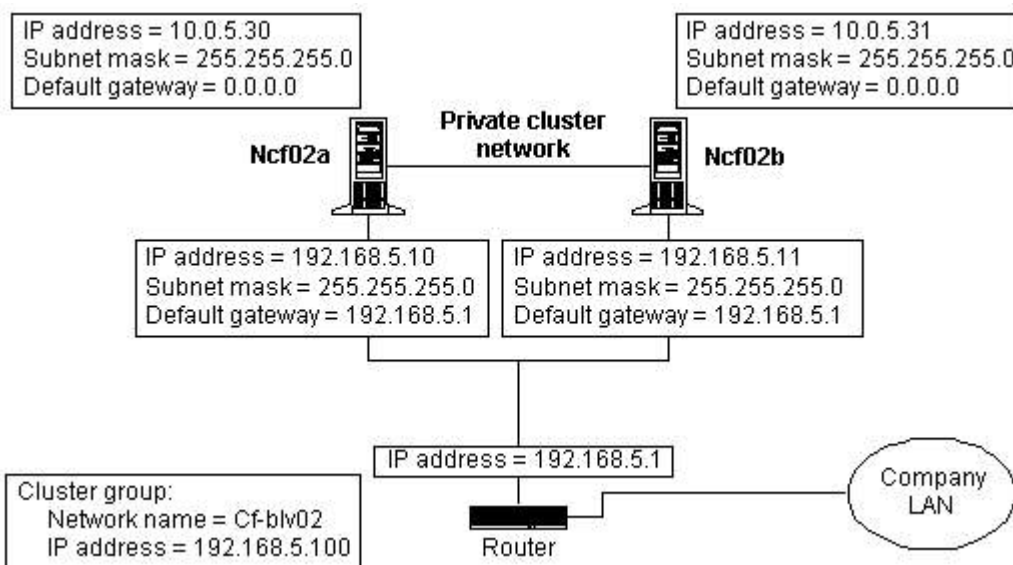 IP address = 10.0.5.30
Subnet mask = 255.255.255.0
Default gateway = 0.0.0.0
IP address = 10.0.5.31
Subnet mask = 255.255.255.0
Default gateway = 0.0.0.0
Private cluster
network
Ncf02a
Ncf02b
IP address = 192.168.5.10
Subnet mask = 255.255.255.0
Default gateway = 192.168.5.1
IP address = 192.168.5.11
Subnet mask = 255.255.255.0
Default gateway = 192.168.5.1
IP address = 192.168.5.1
Cluster group:
Network name = Cf-blv02
IP address = 192.168.5.100
Router
Company
LAN